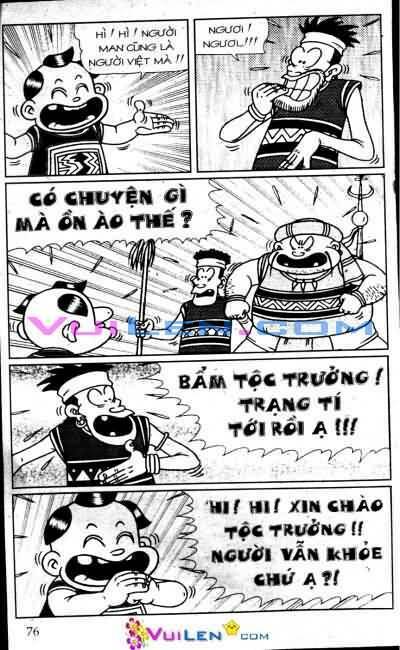 HÌ! HÌ! NGƯỜI
MAN CŨNG LÀ
NGƯỜI VIỆT MÀ!!
NGƯƠI!
NGƯƠI...!!!
CÓ CHUYỆN GÌ
MÀ ỒN ÀO THẾ?
VUILEN.COM
BẨM TỘC TRƯỞNG!
TRẠNG TÍ
TỚI RỒI Ạ!!!
HI! HI! XIN CHÀO
TỘC TRƯỞNG!!
NGƯỜI VẪN KHỎE
CHỨ Ạ?!
76
VUILEN.COM